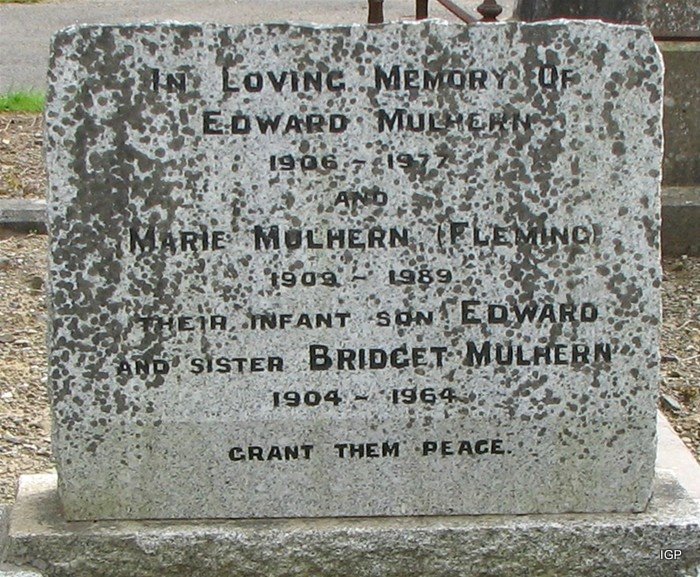 In Loving Memory Of
Edward Mulhern
1906 - 1977
AND
Marie Mulhern (Fleming)
1909 - 1989
THEIR INFANT SON Edward
AND SISTER Bridget Mulhern
1904 - 1964
GRANT THEM PEACE.
IGP